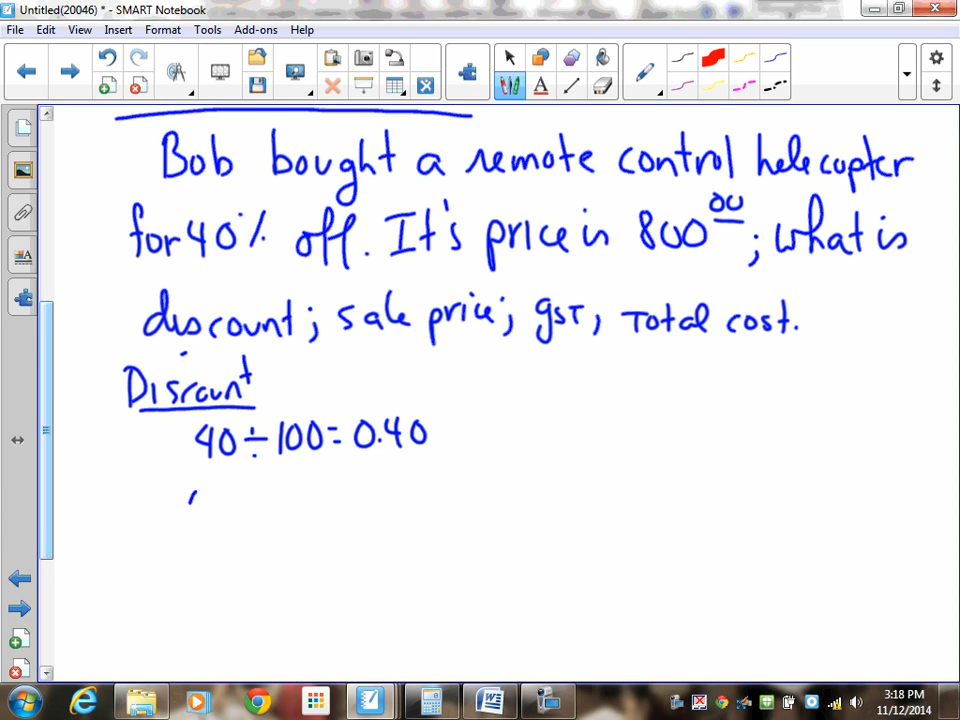 Untitled(20046) * - SMART Notebook
File Edit View Insert Format Tools Add-ons Help
Bob bought a remote control helecopter
for 40% off. It's price is 800 00; what is
discount; sale price; GST, Total cost.
Discount
40 ÷ 100 = 0.40
3:18 PM
11/12/2014